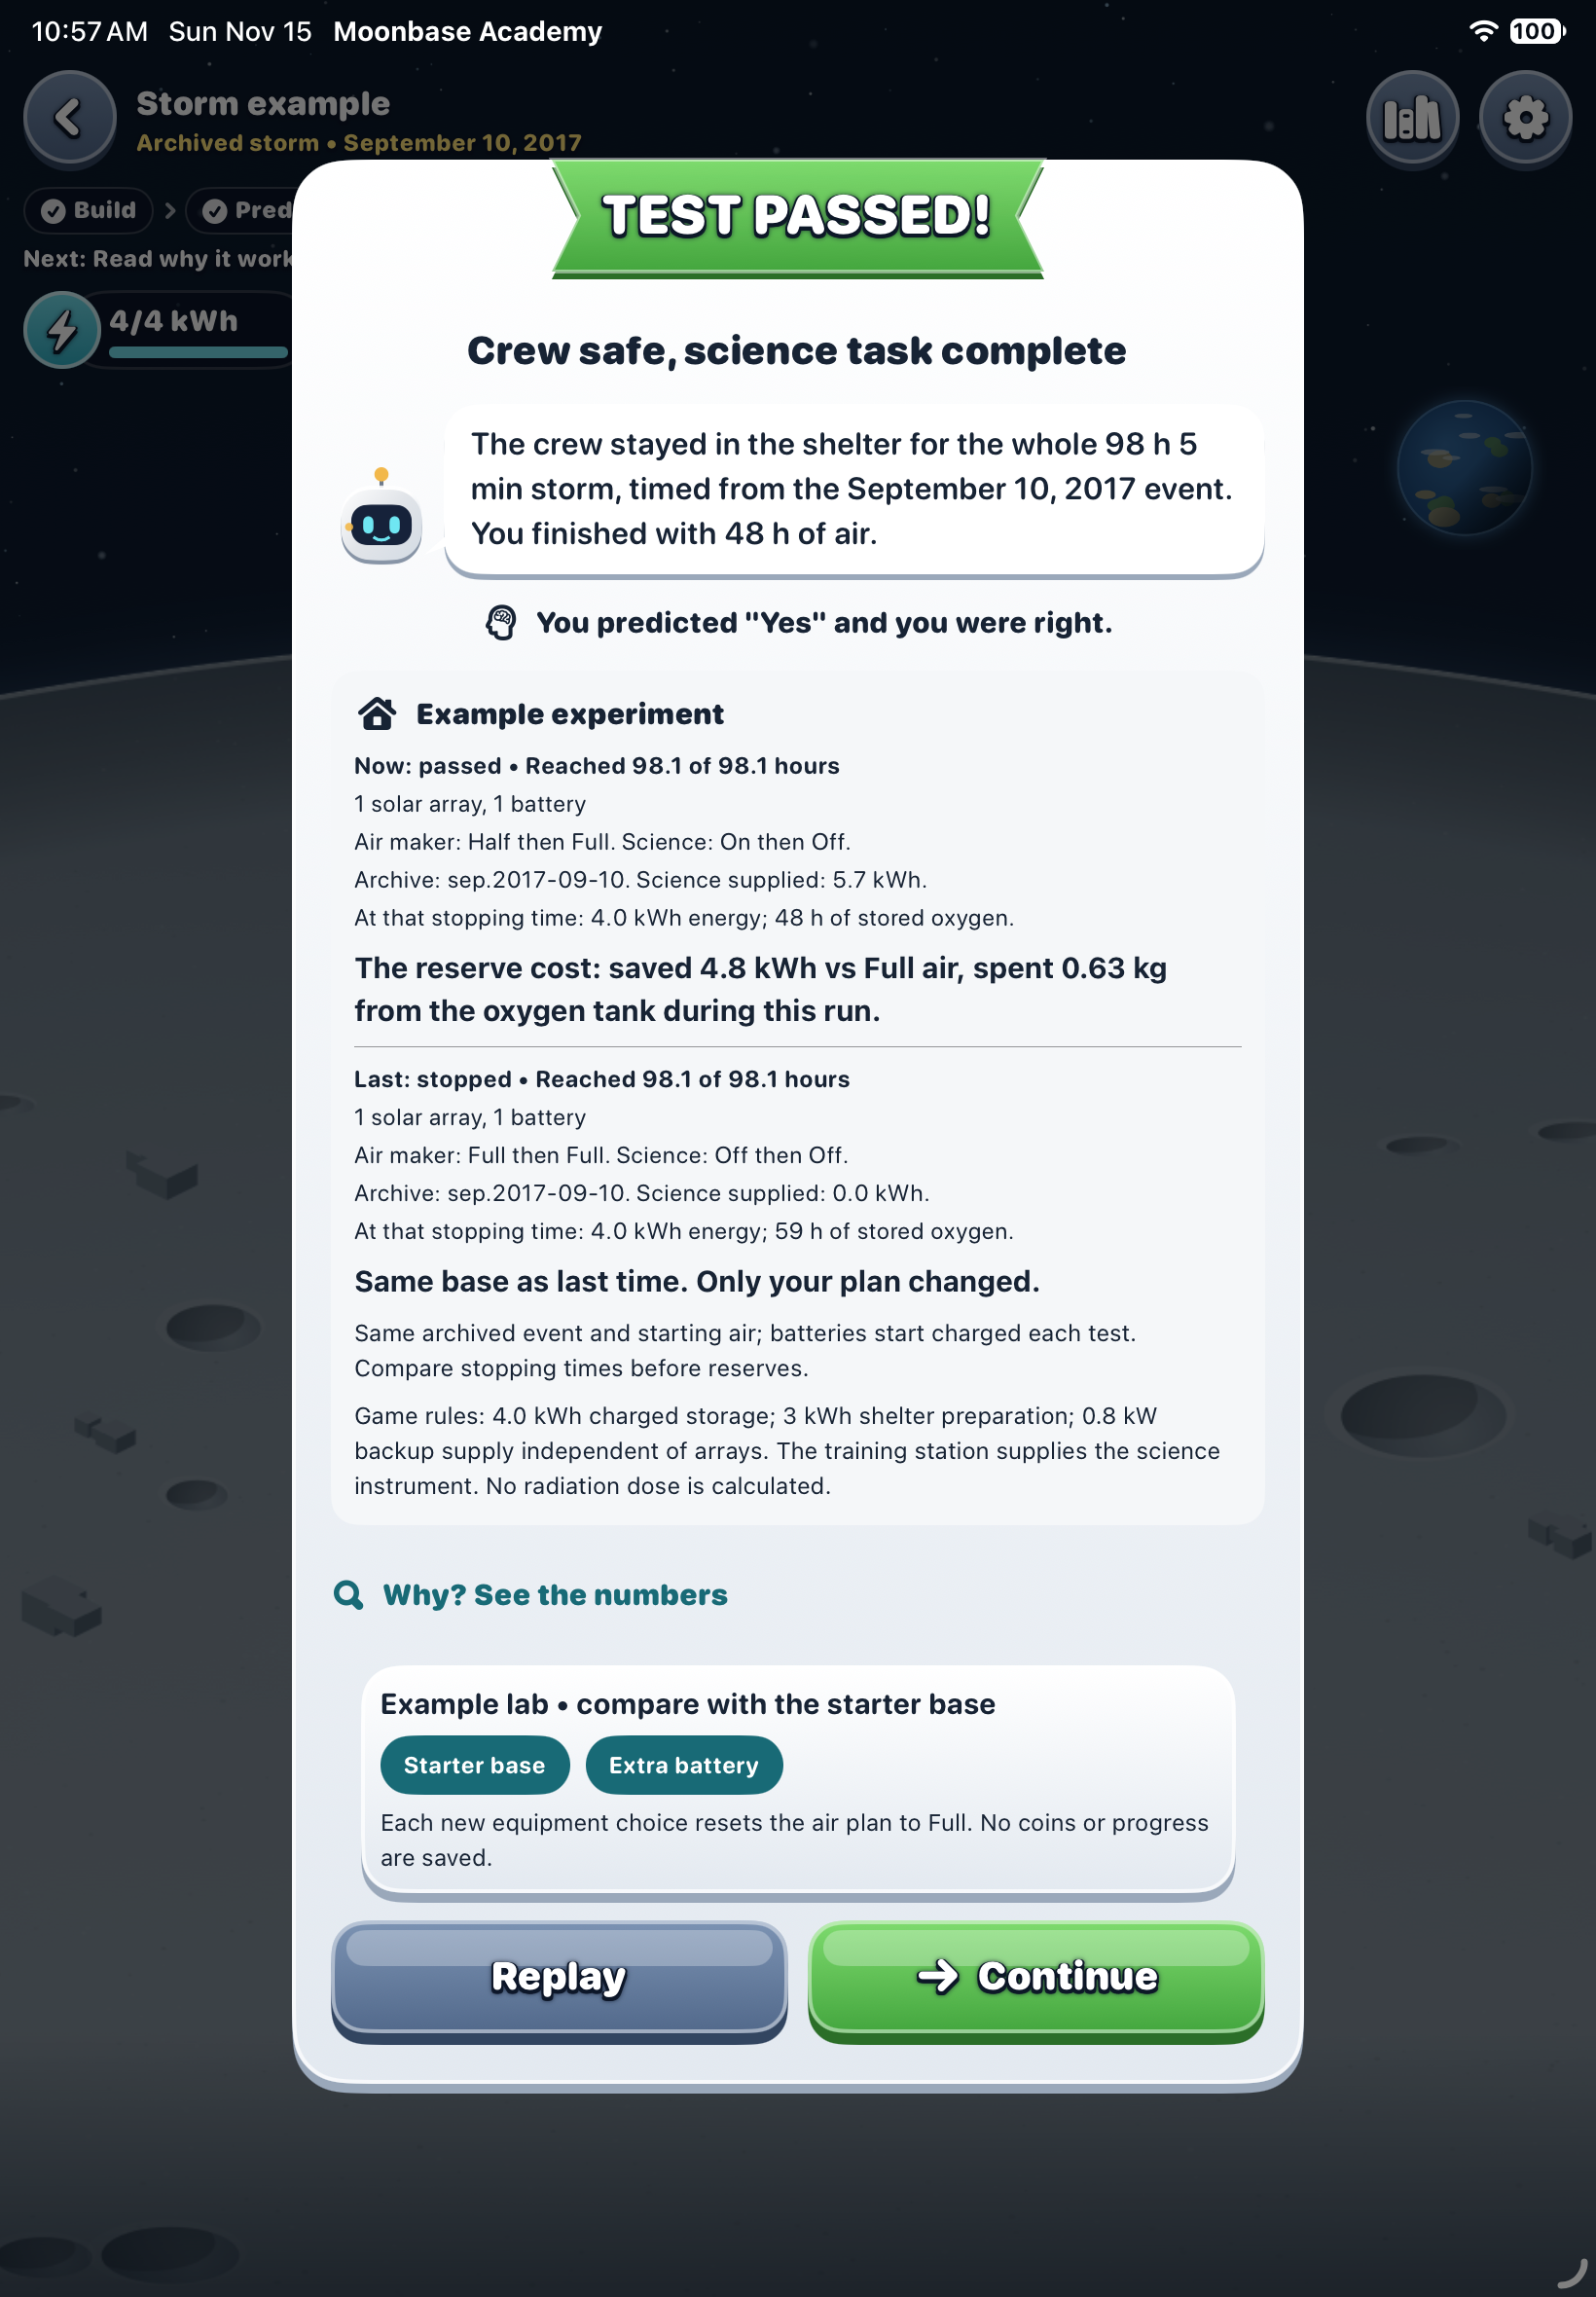 10:57 AM Sun Nov 15 Moonbase Academy
100
Storm example
Archived storm • September 10, 2017
Build
Pred
Next: Read why it work
4/4 kWh
TEST PASSED!
Crew safe, science task complete
The crew stayed in the shelter for the whole 98 h 5
min storm, timed from the September 10, 2017 event.
You finished with 48 h of air.
You predicted "Yes" and you were right.
Example experiment
Now: passed • Reached 98.1 of 98.1 hours
1 solar array, 1 battery
Air maker: Half then Full. Science: On then Off.
Archive: sep.2017-09-10. Science supplied: 5.7 kWh.
At that stopping time: 4.0 kWh energy; 48 h of stored oxygen.
The reserve cost: saved 4.8 kWh vs Full air, spent 0.63 kg
from the oxygen tank during this run.
Last: stopped • Reached 98.1 of 98.1 hours
1 solar array, 1 battery
Air maker: Full then Full. Science: Off then Off.
Archive: sep.2017-09-10. Science supplied: 0.0 kWh.
At that stopping time: 4.0 kWh energy; 59 h of stored oxygen.
Same base as last time. Only your plan changed.
Same archived event and starting air; batteries start charged each test.
Compare stopping times before reserves.
Game rules: 4.0 kWh charged storage; 3 kWh shelter preparation; 0.8 kW
backup supply independent of arrays. The training station supplies the science
instrument. No radiation dose is calculated.
Why? See the numbers
Example lab • compare with the starter base
Starter base
Extra battery
Each new equipment choice resets the air plan to Full. No coins or progress
are saved.
Replay
Continue